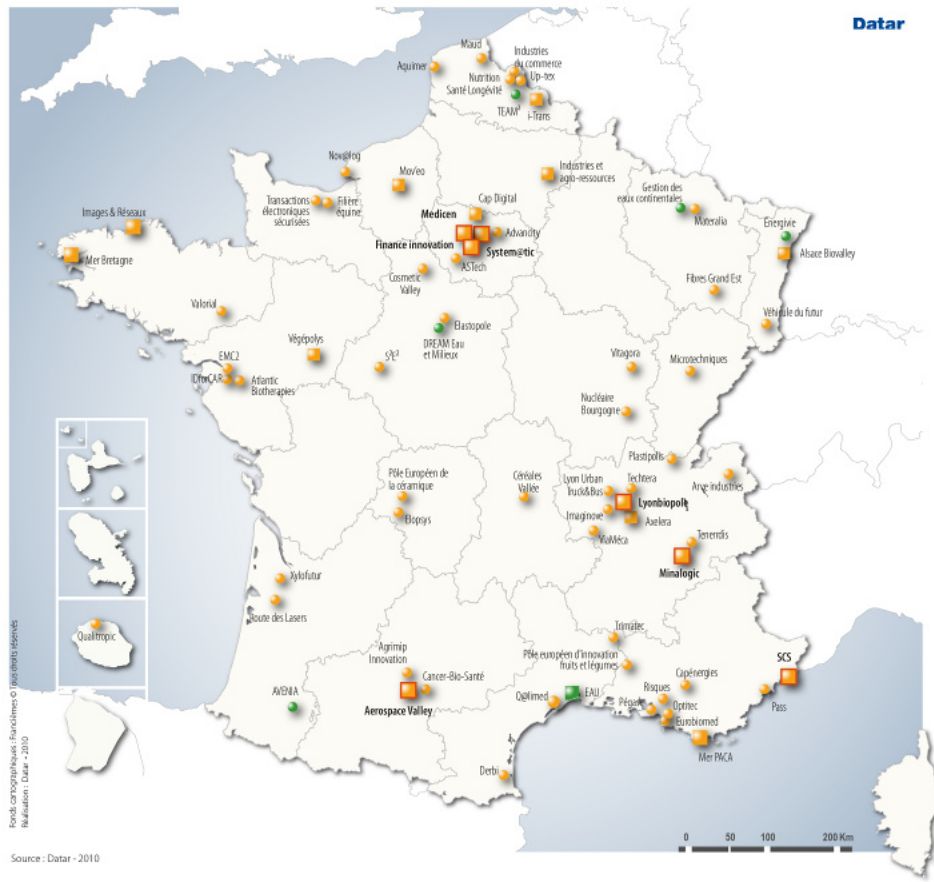 Datar
Maud
Industries
du commerce
Aquimer
Up-tex
Nutrition
Santé Longévité
TEAM²
i-Trans
Nov@log
Mov'eo
Industries et
agro-ressources
Transactions
électroniques
sécurisées
Filière
équine
Cap Digital
Gestion des
eaux continentales
Materalia
Images & Réseaux
Medicen
Advancity
Energivie
Finance innovation
System@tic
Alsace Biovalley
Mer Bretagne
ASTech
Cosmetic
Valley
Fibres Grand Est
Valorial
Véhicule du futur
Elastopole
DREAM Eau
et Milieux
Végépolys
EMC2
S²E²
Vitagora
Microtechniques
IDforCAR
Atlantic
Biotherapies
Nucléaire
Bourgogne
Plastipolis
Pôle Européen de
la céramique
Céréales
Vallée
Lyon Urban
Truck&Bus
Techtera
Arve industries
Lyonbiopole
Elopsys
Imaginove
Axelera
ViaMéca
Tenerrdis
Minalogic
Xylofutur
Route des Lasers
Qualitropic
Trimatec
Agrimip
Innovation
Pôle européen d'innovation
fruits et légumes
SCS
Cancer-Bio-Santé
Capénergies
AVENIA
Q@limed
EAU
Risques
Pégase
Optitec
Pass
Aerospace Valley
Eurobiomed
Mer PACA
Derbi
0 50 100 200 Km
Fonds cartographiques : Francièmes © Tous droits réservés
Réalisation : Datar - 2010
Source : Datar - 2010